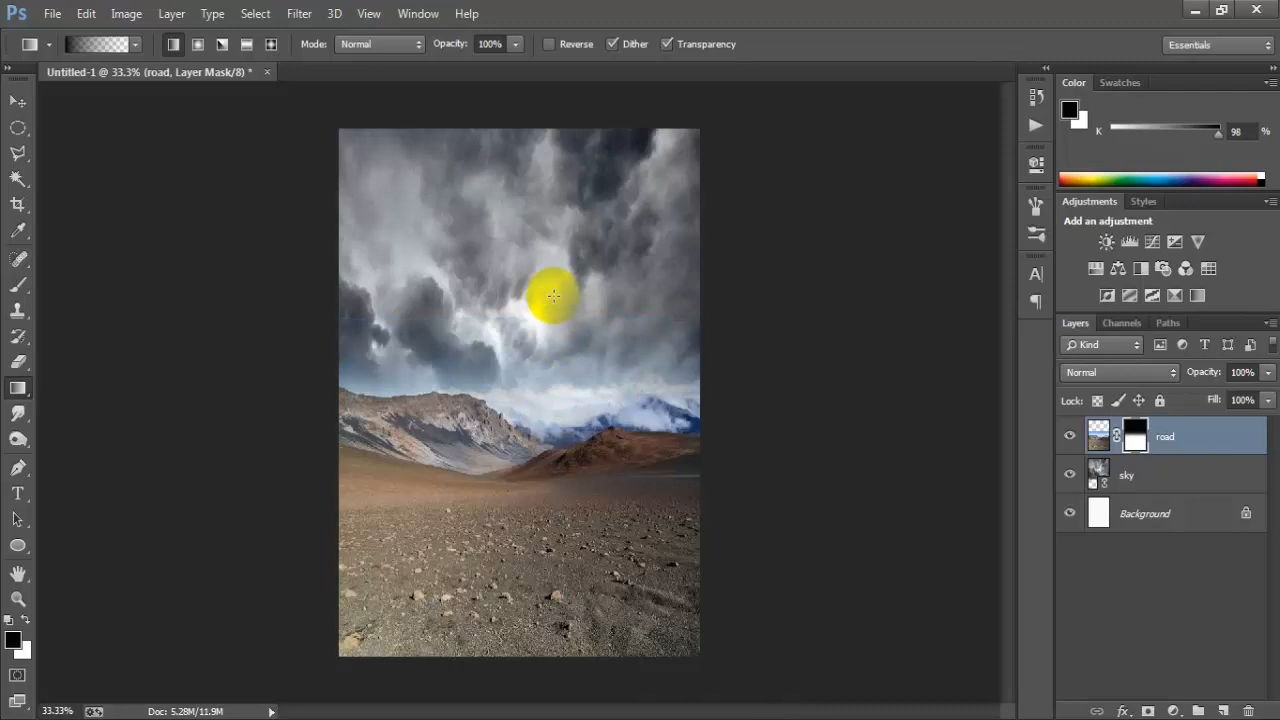 Ps File Edit Image Layer Type Select Filter 3D View Window Help
Mode: Normal Opacity: 100% Reverse Dither Transparency Essentials
Untitled-1 @ 33.3% (road, Layer Mask/8) * ×
Color Swatches
K 98 %
Adjustments Styles
Add an adjustment
Layers Channels Paths
Kind
Normal Opacity: 100%
Lock: Fill: 100%
road
sky
Background
33.33% Doc: 5.28M/11.9M